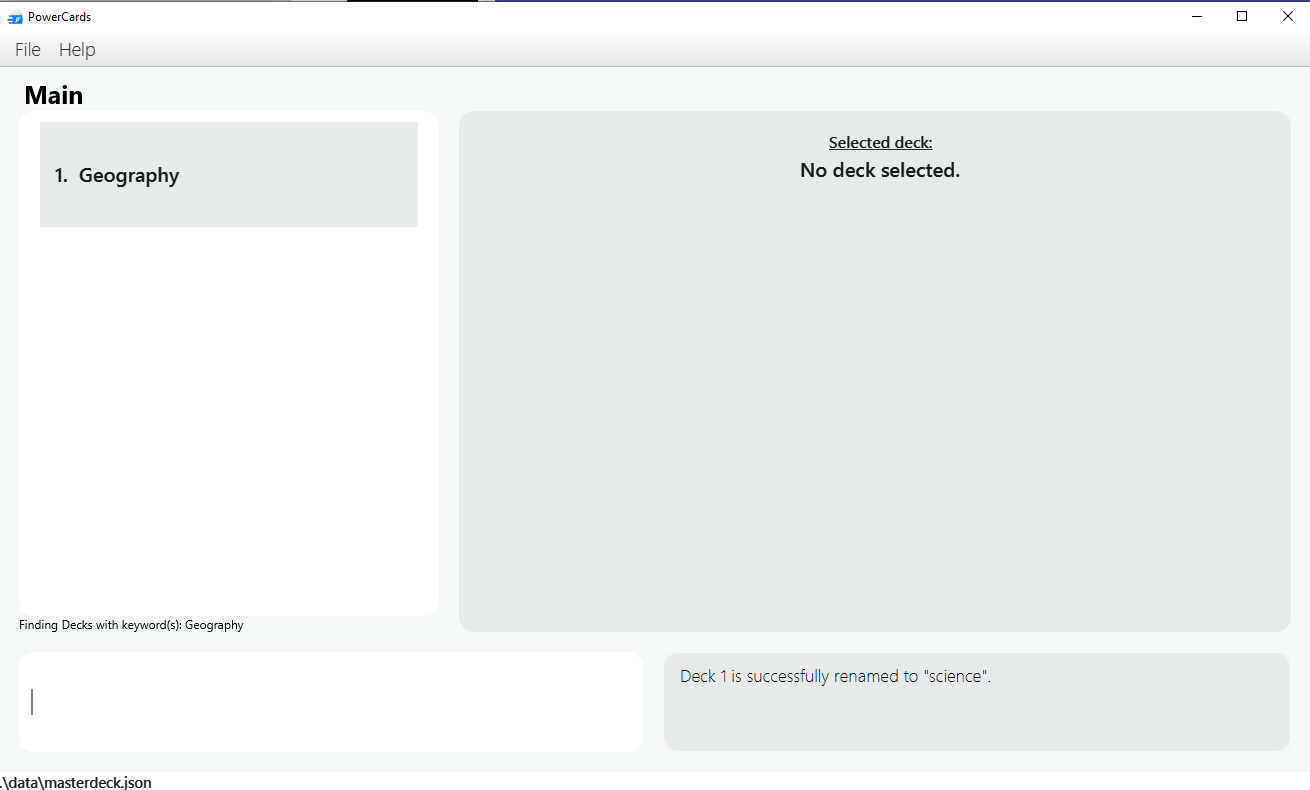 PowerCards
File Help
Main
1. Geography
Selected deck:
No deck selected.
Finding Decks with keyword(s): Geography
Deck 1 is successfully renamed to "science".
.\data\masterdeck.json